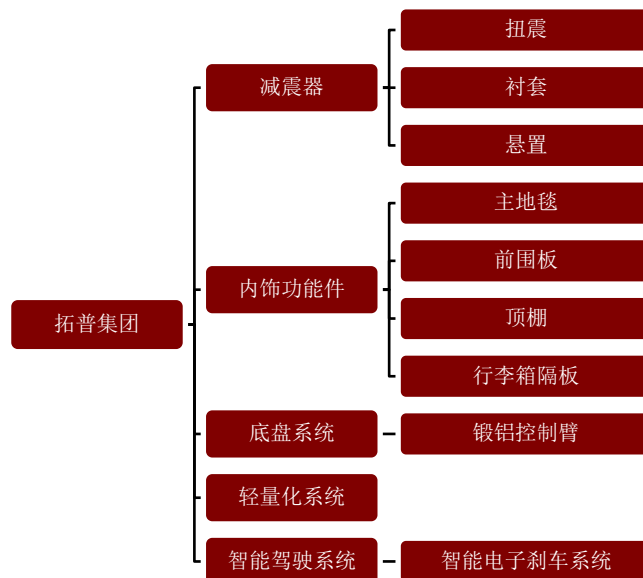 拓普集团
减震器
扭震
衬套
悬置
内饰功能件
主地毯
前围板
顶棚
行李箱隔板
底盘系统
锻铝控制臂
轻量化系统
智能驾驶系统
智能电子刹车系统